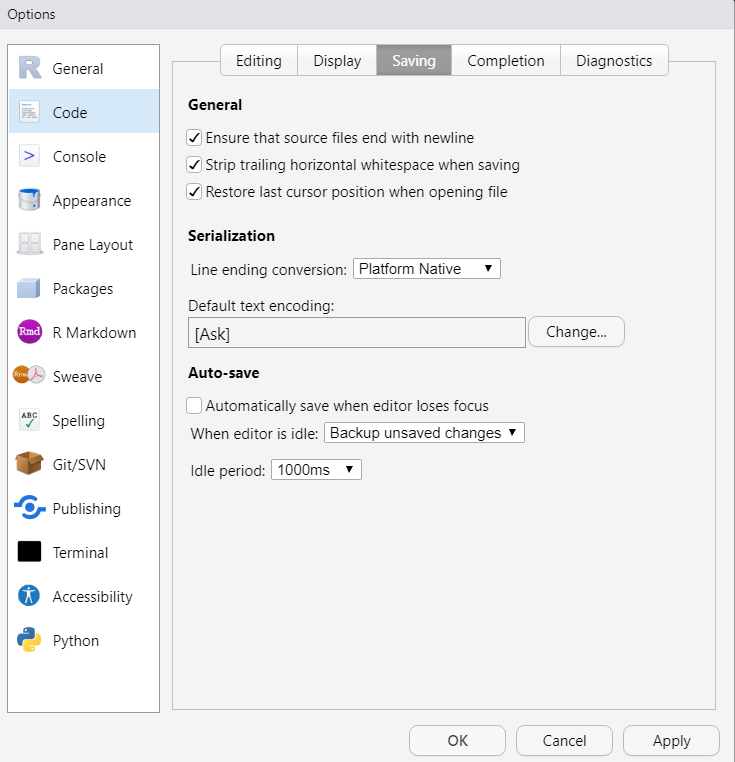 Options
General
Code
Console
Appearance
Pane Layout
Packages
Rmd R Markdown
Rnw Sweave
ABC Spelling
Git/SVN
Publishing
Terminal
Accessibility
Python
Editing Display Saving Completion Diagnostics
General
Ensure that source files end with newline
Strip trailing horizontal whitespace when saving
Restore last cursor position when opening file
Serialization
Line ending conversion: Platform Native
Default text encoding:
[Ask] Change...
Auto-save
Automatically save when editor loses focus
When editor is idle: Backup unsaved changes
Idle period: 1000ms
OK Cancel Apply